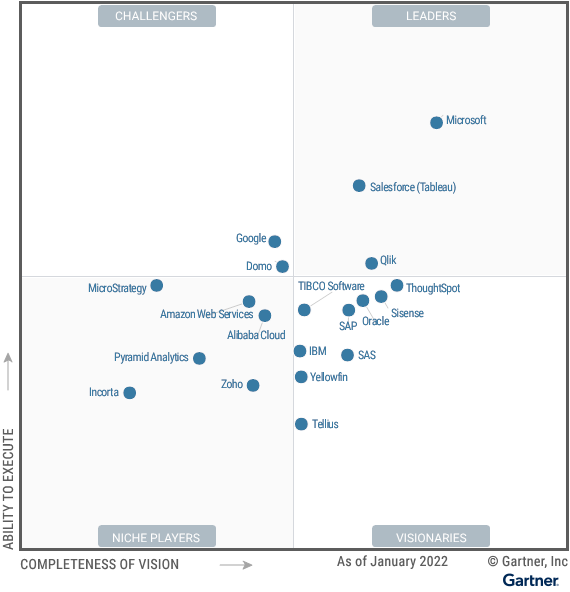 CHALLENGERS
LEADERS
Microsoft
Salesforce (Tableau)
Google
Domo
Qlik
MicroStrategy
TIBCO Software
ThoughtSpot
Amazon Web Services
Sisense
Oracle
SAP
Alibaba Cloud
IBM
SAS
Pyramid Analytics
Yellowfin
Zoho
Incorta
Tellius
ABILITY TO EXECUTE
NICHE PLAYERS
VISIONARIES
COMPLETENESS OF VISION
As of January 2022
© Gartner, Inc
Gartner